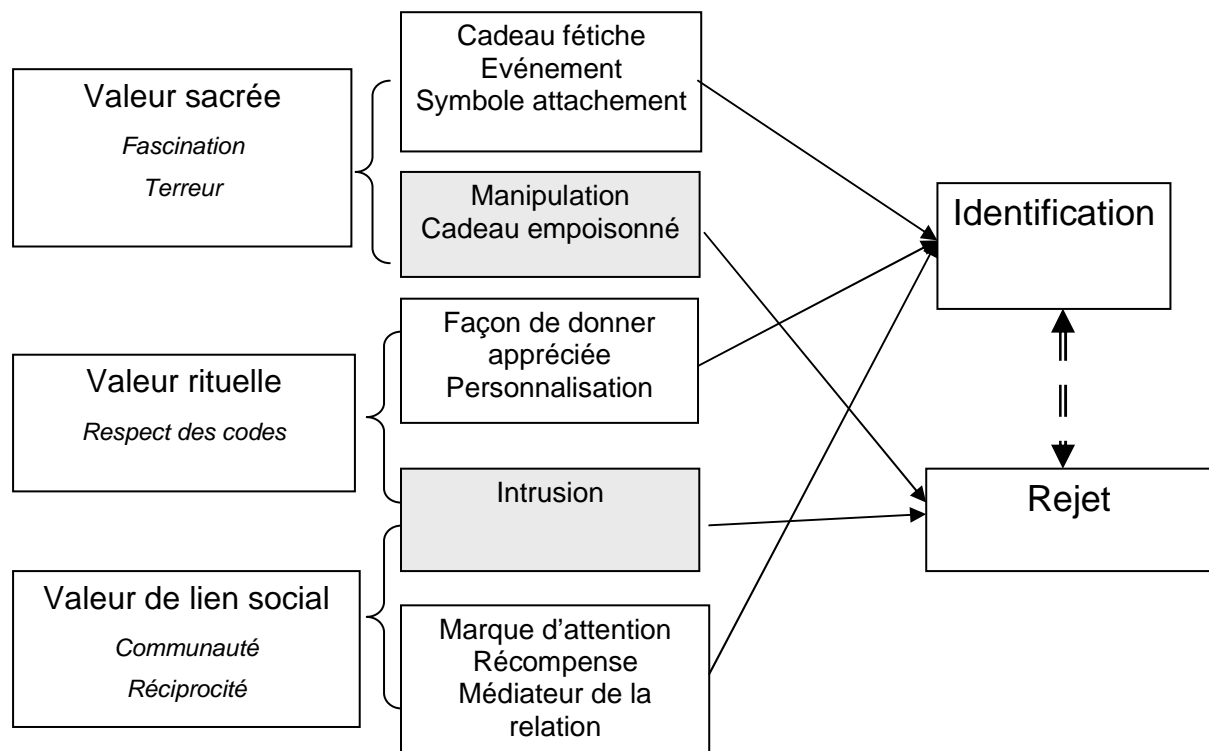 Valeur sacrée
Fascination
Terreur
Cadeau fétiche
Evénement
Symbole attachement
Manipulation
Cadeau empoisonné
Valeur rituelle
Respect des codes
Façon de donner
appréciée
Personnalisation
Intrusion
Valeur de lien social
Communauté
Réciprocité
Marque d'attention
Récompense
Médiateur de la
relation
Identification
Rejet